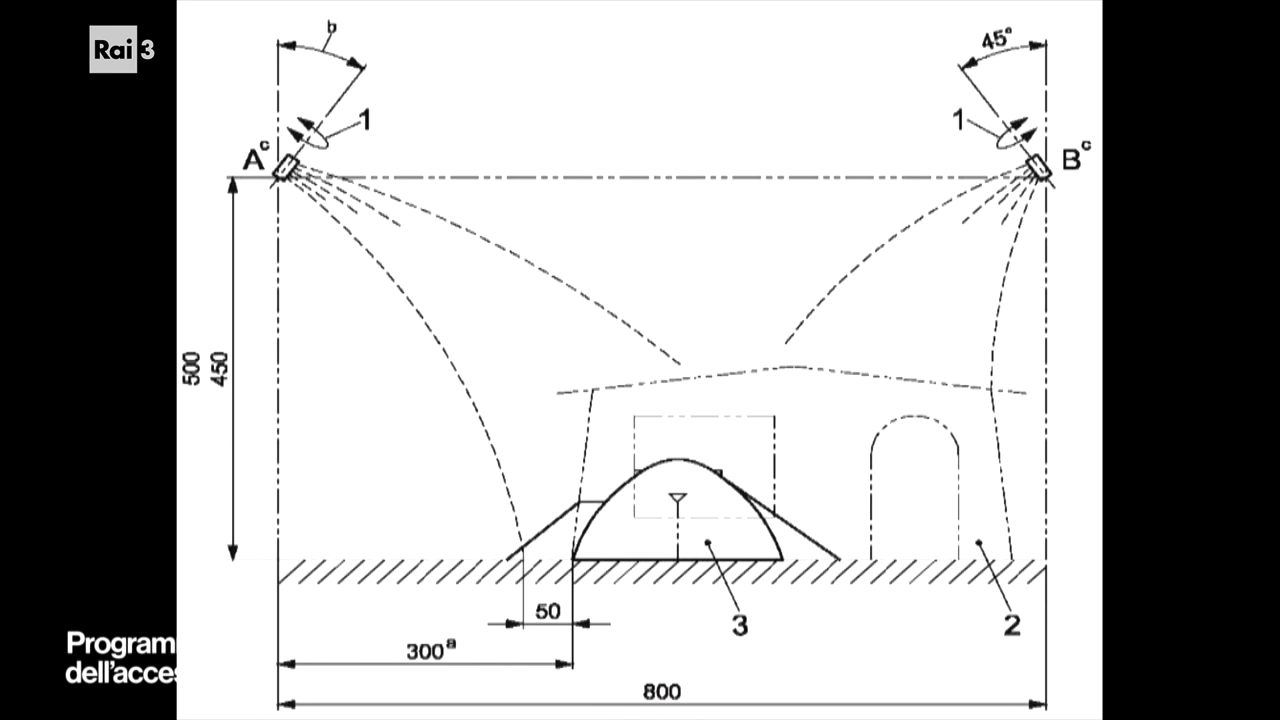 Rai 3
b
45°
1
1
A c
B c
500
450
50
3
2
300 a
800
Program
dell'acces